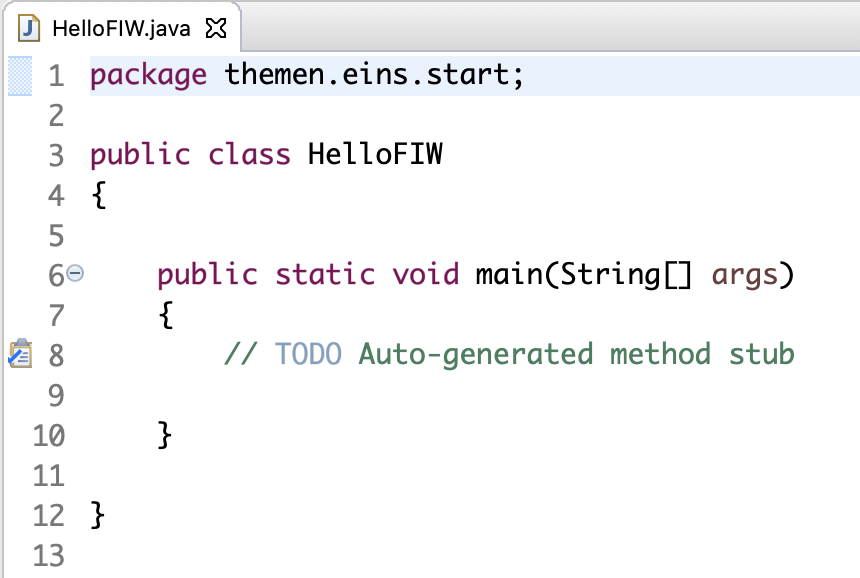 HelloFIW.java
1 package themen.eins.start;
2
3 public class HelloFIW
4 {
5
6 public static void main(String[] args)
7 {
8 // TODO Auto-generated method stub
9
10 }
11
12 }
13